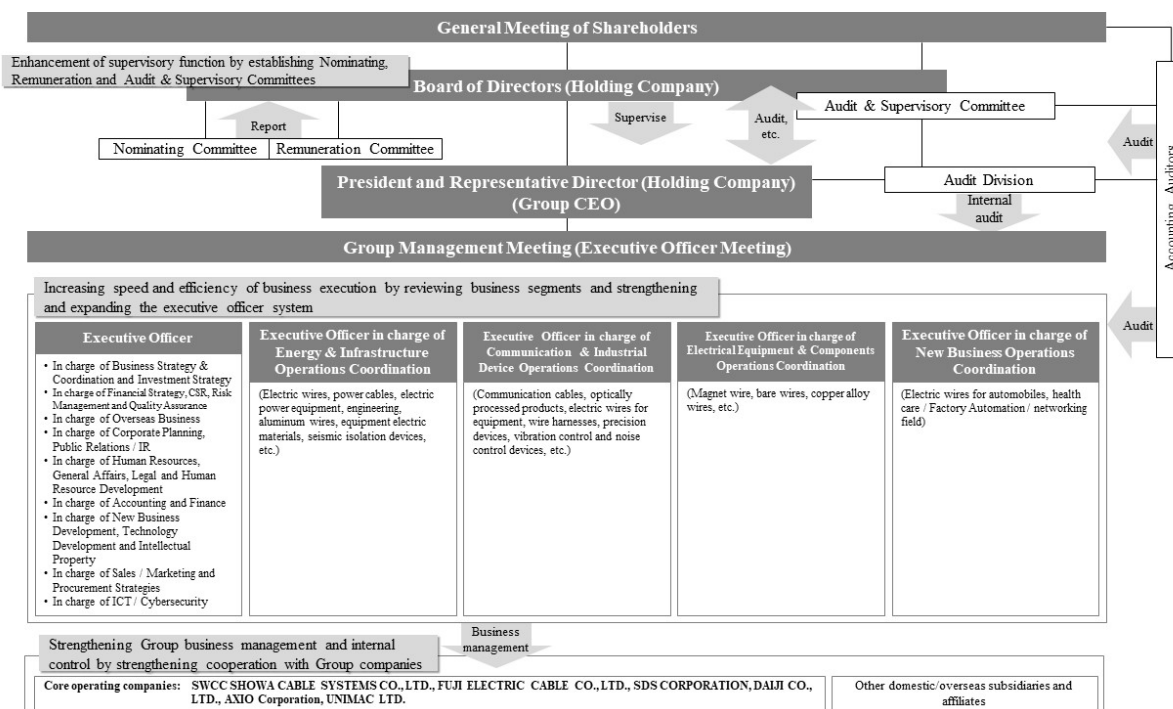 General Meeting of Shareholders
Enhancement of supervisory function by establishing Nominating,
Remuneration and Audit & Supervisory Committees
Board of Directors (Holding Company)
Audit & Supervisory Committee
Report
Supervise
Audit,
etc.
Nominating Committee
Remuneration Committee
Audit
Accounting Auditors
President and Representative Director (Holding Company)
(Group CEO)
Audit Division
Internal
audit
Group Management Meeting (Executive Officer Meeting)
Increasing speed and efficiency of business execution by reviewing business segments and strengthening
and expanding the executive officer system
Audit
Executive Officer
• In charge of Business Strategy &
Coordination and Investment Strategy
• In charge of Financial Strategy, CSR, Risk
Management and Quality Assurance
• In charge of Overseas Business
• In charge of Corporate Planning,
Public Relations / IR
• In charge of Human Resources,
General Affairs, Legal and Human
Resource Development
• In charge of Accounting and Finance
• In charge of New Business
Development, Technology
Development and Intellectual
Property
• In charge of Sales / Marketing and
Procurement Strategies
• In charge of ICT / Cybersecurity
Executive Officer in charge of
Energy & Infrastructure
Operations Coordination
(Electric wires, power cables, electric
power equipment, engineering,
aluminum wires, equipment electric
materials, seismic isolation devices,
etc.)
Executive Officer in charge of
Communication & Industrial
Device Operations Coordination
(Communication cables, optically
processed products, electric wires for
equipment, wire harnesses, precision
devices, vibration control and noise
control devices, etc.)
Executive Officer in charge of
Electrical Equipment & Components
Operations Coordination
(Magnet wire, bare wires, copper alloy
wires, etc.)
Executive Officer in charge of
New Business Operations
Coordination
(Electric wires for automobiles, health
care / Factory Automation / networking
field)
Strengthening Group business management and internal
control by strengthening cooperation with Group companies
Business
management
Core operating companies: SWCC SHOWA CABLE SYSTEMS CO., LTD., FUJI ELECTRIC CABLE CO., LTD., SDS CORPORATION, DAIJI CO.,
LTD., AXIO Corporation, UNIMAC LTD.
Other domestic/overseas subsidiaries and
affiliates